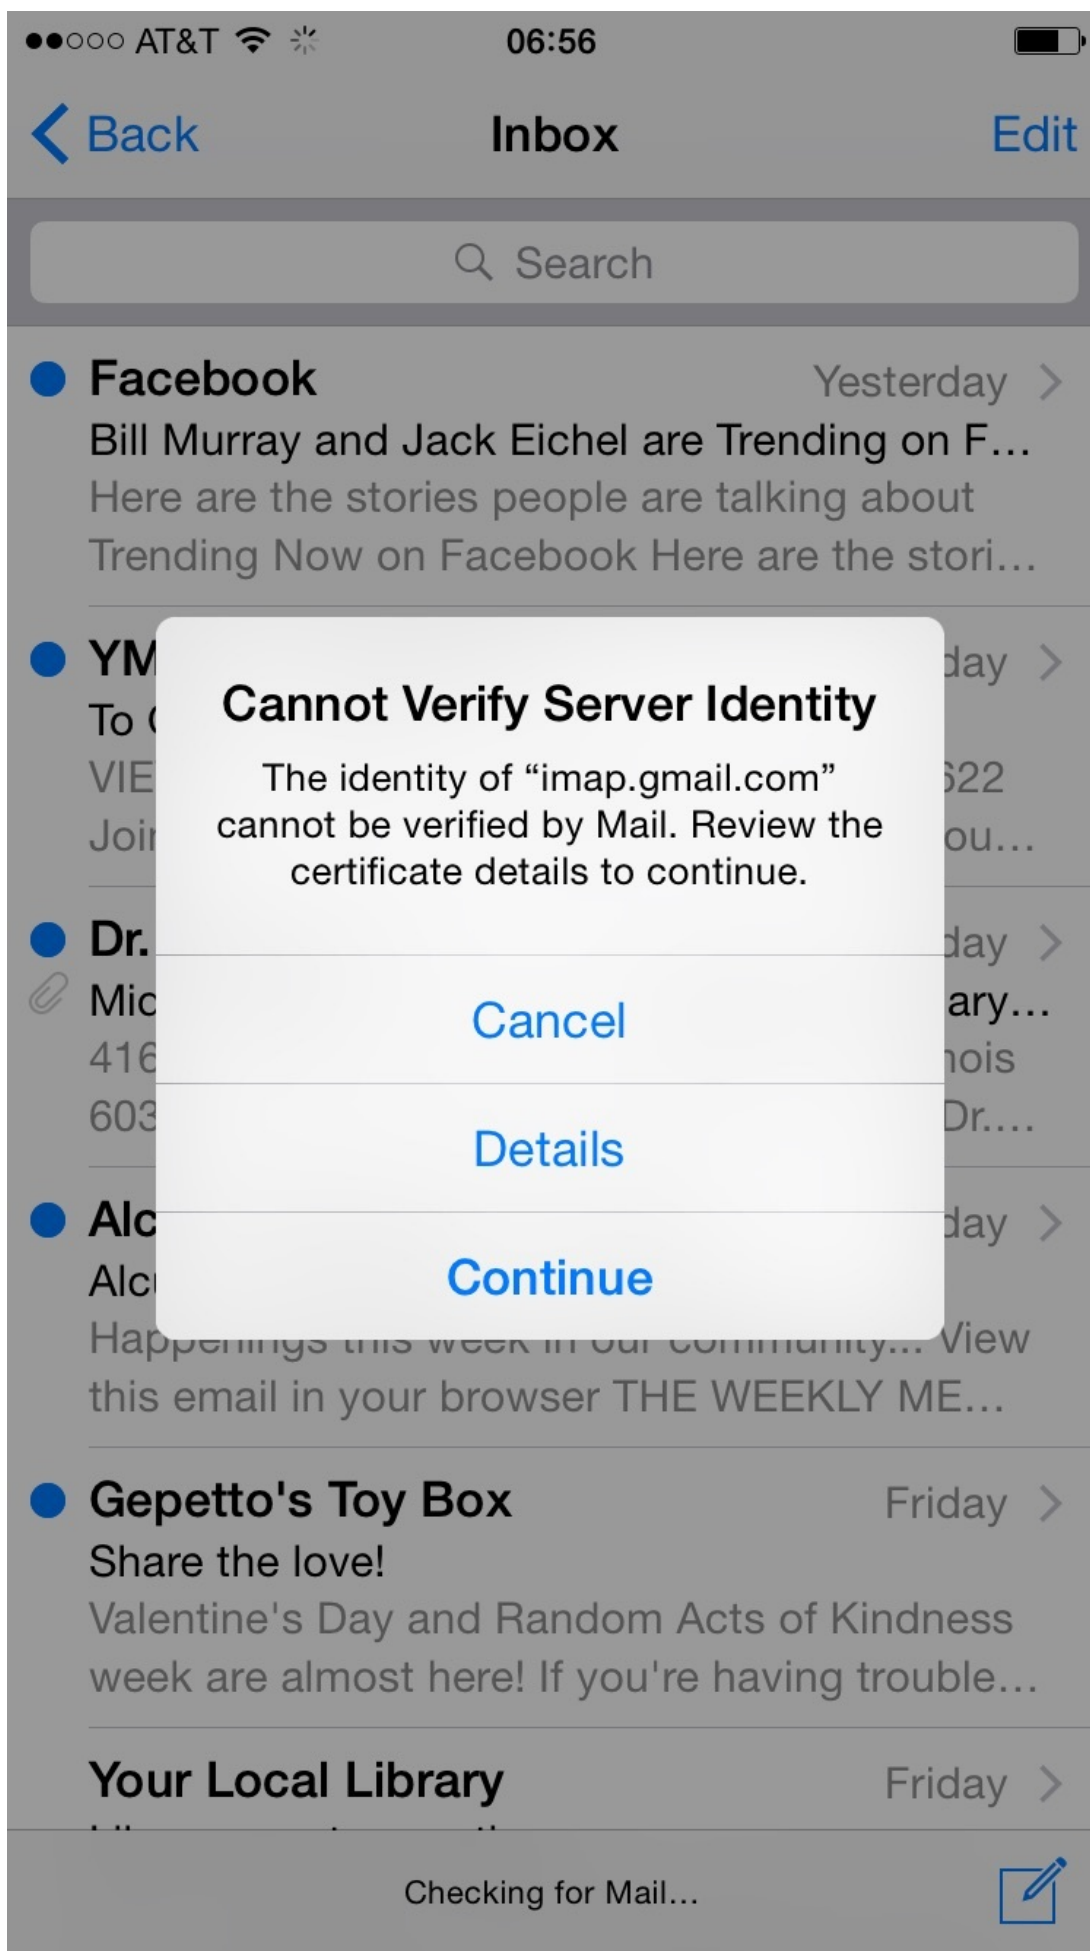 AT&T 06:56
Back Inbox Edit
Search
Facebook Yesterday
Bill Murray and Jack Eichel are Trending on F...
Here are the stories people are talking about
Trending Now on Facebook Here are the stori...
Cannot Verify Server Identity
The identity of “imap.gmail.com”
cannot be verified by Mail. Review the
certificate details to continue.
Cancel
Details
Continue
To
Dr.
this email in your browser THE WEEKLY ME...
Gepetto's Toy Box Friday
Share the love!
Valentine's Day and Random Acts of Kindness
week are almost here! If you're having trouble...
Your Local Library Friday
Checking for Mail...